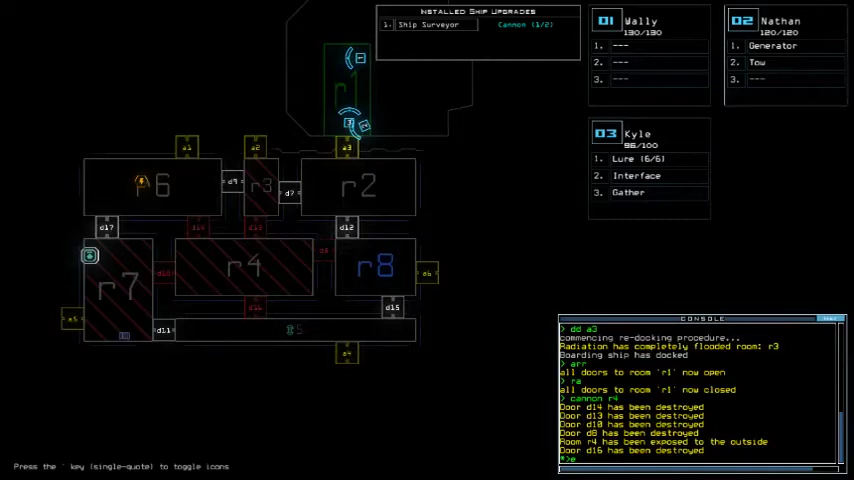 INSTALLED SHIP UPGRADES
1. Ship Surveyor Cannon (1/2)
01 Wally
130/130
1. ---
2. ---
3. ---
02 Nathan
120/120
1. Generator
2. Tow
3. ---
03 Kyle
96/100
1. Lure (6/6)
2. Interface
3. Gather
r1
a1
a2
a3
r6
d9
r3
d7
r2
d17
d14
d13
d12
r7
d10
r4
d8
r8
a6
a5
d11
d16
d15
a4
CONSOLE
> dd a3
commencing re-docking procedure...
Radiation has completely flooded room: r3
Boarding ship has docked
> arr
all doors to room 'r1' now open
> ra
all doors to room 'r1' now closed
> cannon r4
Door d14 has been destroyed
Door d13 has been destroyed
Door d10 has been destroyed
Door d8 has been destroyed
Room r4 has been exposed to the outside
Door d16 has been destroyed
>e
Press the ' key (single-quote) to toggle icons